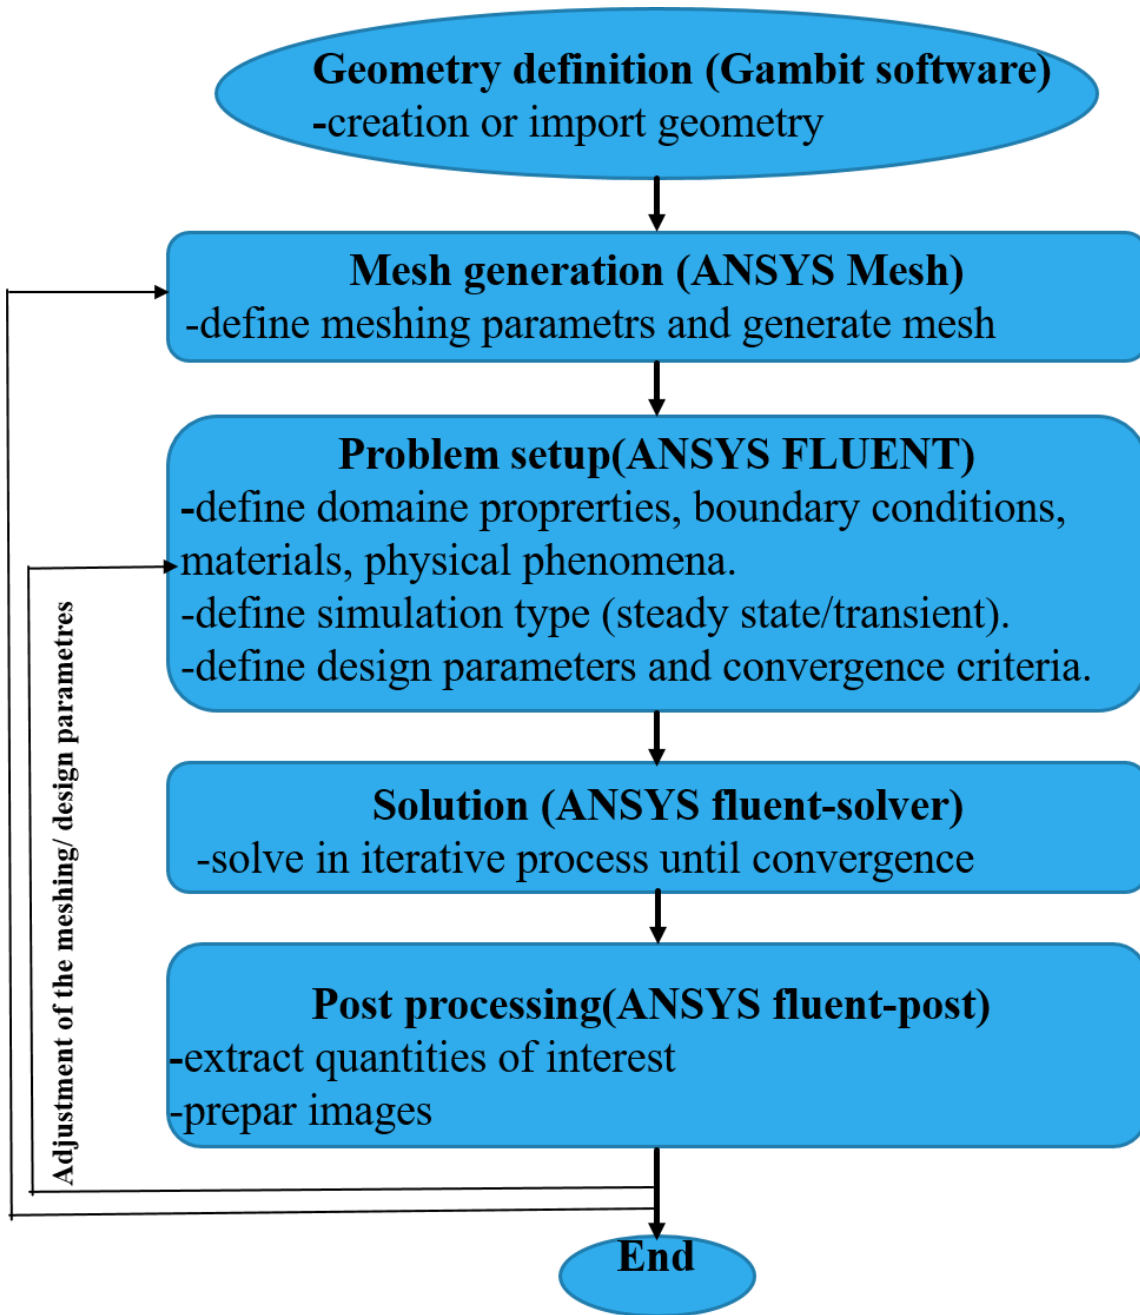 Geometry definition (Gambit software)
-creation or import geometry
Mesh generation (ANSYS Mesh)
-define meshing parametrs and generate mesh
Problem setup(ANSYS FLUENT)
-define domaine proprerties, boundary conditions,
materials, physical phenomena.
-define simulation type (steady state/transient).
-define design parameters and convergence criteria.
Adjustment of the meshing/ design parametres
Solution (ANSYS fluent-solver)
-solve in iterative process until convergence
Post processing(ANSYS fluent-post)
-extract quantities of interest
-prepar images
End